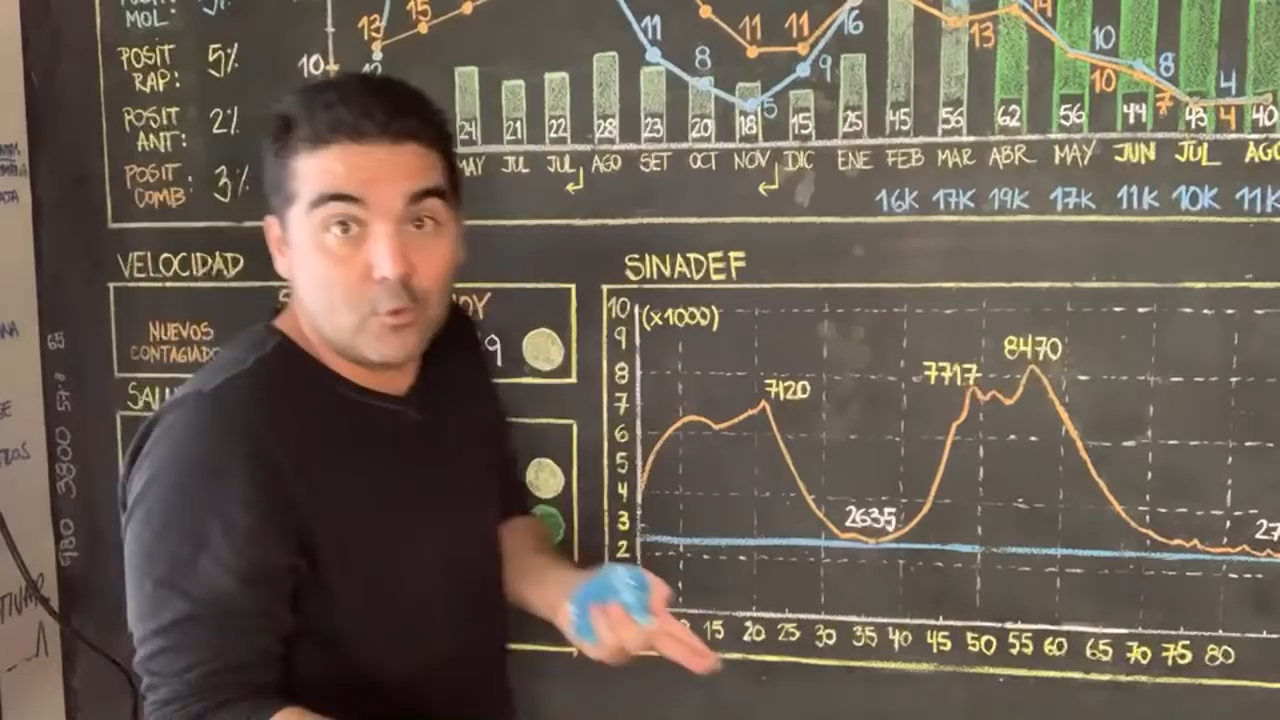 MOL:
POSIT RAP: 5%
POSIT ANT: 2%
POSIT COMB: 3%
10
13 15 11 8 5 9 16 11 11 13 14 10 10 8 7 4 4
24 21 22 28 23 20 18 15 25 45 56 62 56 44 43 40
MAY JUL JUL AGO SET OCT NOV DIC ENE FEB MAR ABR MAY JUN JUL AGO
16K 17K 19K 17K 11K 10K 11K
VELOCIDAD
NUEVOS
9
SINADEF
10 (x1000)
9
8
7
6
5
4
3
2
7120
7717
8470
2635
15 20 25 30 35 40 45 50 55 60 65 70 75 80
65
3800
980